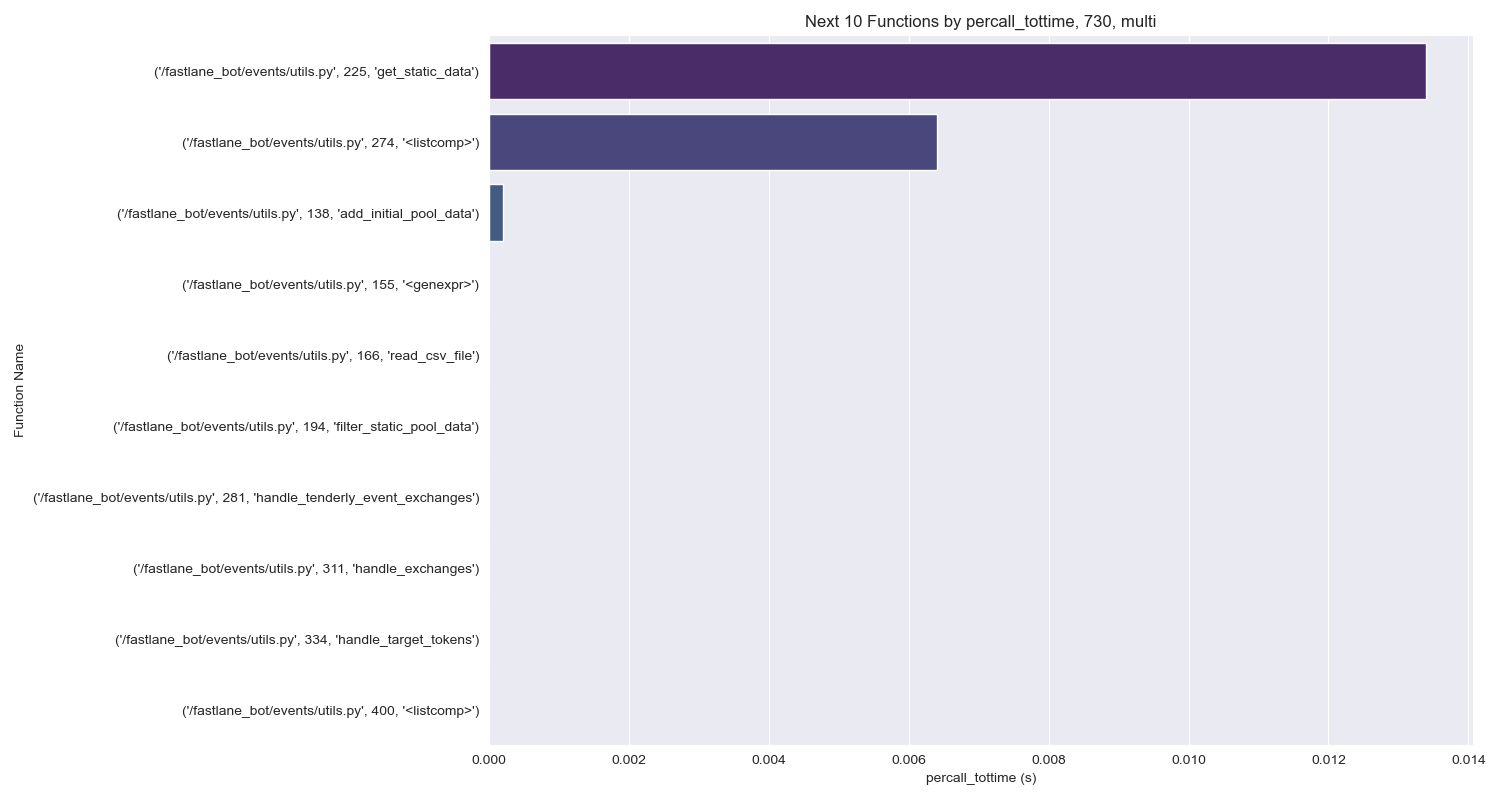 Next 10 Functions by percall_tottime, 730, multi
('/fastlane_bot/events/utils.py', 225, 'get_static_data')
('/fastlane_bot/events/utils.py', 274, '<listcomp>')
('/fastlane_bot/events/utils.py', 138, 'add_initial_pool_data')
('/fastlane_bot/events/utils.py', 155, '<genexpr>')
('/fastlane_bot/events/utils.py', 166, 'read_csv_file')
('/fastlane_bot/events/utils.py', 194, 'filter_static_pool_data')
('/fastlane_bot/events/utils.py', 281, 'handle_tenderly_event_exchanges')
('/fastlane_bot/events/utils.py', 311, 'handle_exchanges')
('/fastlane_bot/events/utils.py', 334, 'handle_target_tokens')
('/fastlane_bot/events/utils.py', 400, '<listcomp>')
Function Name
0.000 0.002 0.004 0.006 0.008 0.010 0.012 0.014
percall_tottime (s)